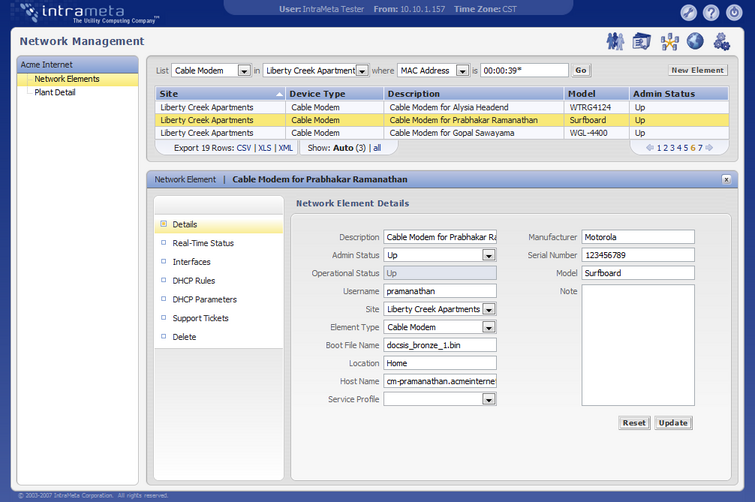 intrameta
The Utility Computing Company™
User: IntraMeta Tester From: 10.10.1.157 Time Zone: CST
Network Management
Acme Internet
Network Elements
Plant Detail
List Cable Modem in Liberty Creek Apartment where MAC Address is 00:00:39* Go New Element
Site Device Type Description Model Admin Status
Liberty Creek Apartments Cable Modem Cable Modem for Alysia Headend WTRG4124 Up
Liberty Creek Apartments Cable Modem Cable Modem for Prabhakar Ramanathan Surfboard Up
Liberty Creek Apartments Cable Modem Cable Modem for Gopal Sawayama WGL-4400 Up
Export 19 Rows: CSV | XLS | XML Show: Auto (3) | all 1 2 3 4 5 6 7
Network Element | Cable Modem for Prabhakar Ramanathan x
Details
Real-Time Status
Interfaces
DHCP Rules
DHCP Parameters
Support Tickets
Delete
Network Element Details
Description Cable Modem for Prabhakar Ra
Admin Status Up
Operational Status Up
Username pramanathan
Site Liberty Creek Apartments
Element Type Cable Modem
Boot File Name docsis_bronze_1.bin
Location Home
Host Name cm-pramanathan.acmeinternet
Service Profile
Manufacturer Motorola
Serial Number 123456789
Model Surfboard
Note
Reset Update
© 2003-2007 IntraMeta Corporation. All rights reserved.